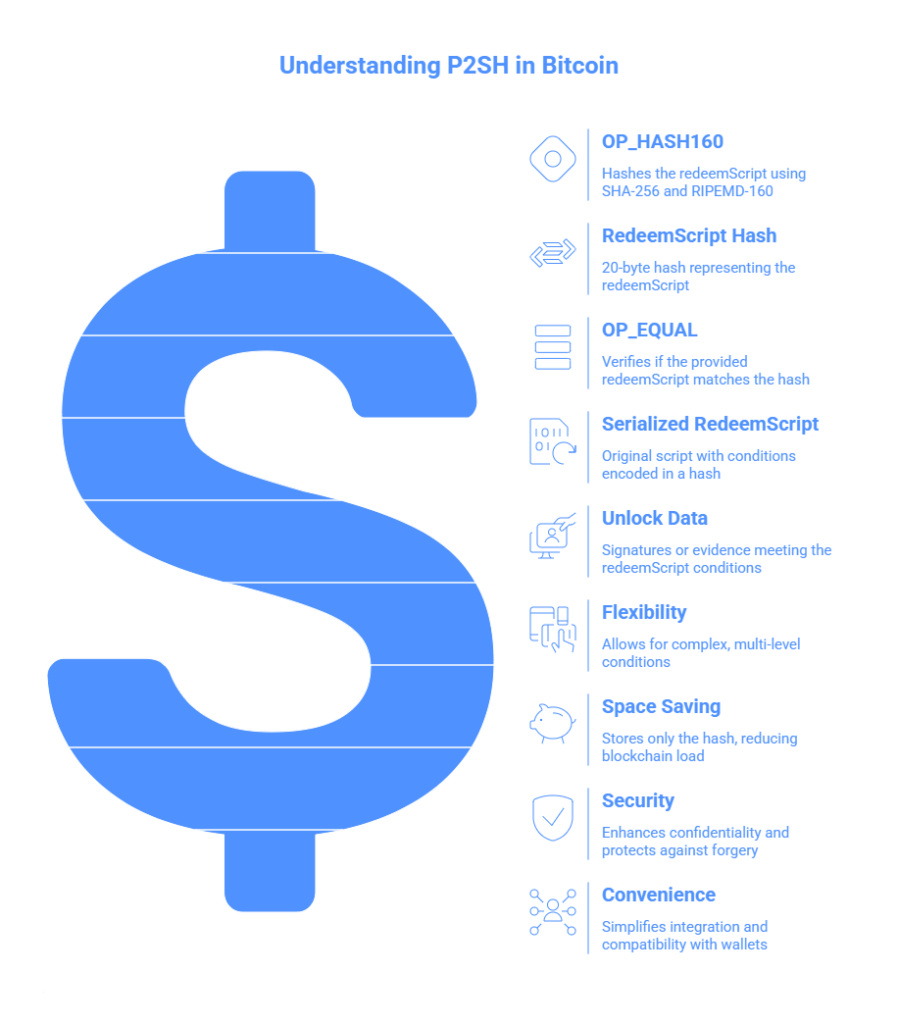 Understanding P2SH in Bitcoin
OP_HASH160
Hashes the redeemScript using
SHA-256 and RIPEMD-160
RedeemScript Hash
20-byte hash representing the
redeemScript
OP_EQUAL
Verifies if the provided
redeemScript matches the hash
Serialized RedeemScript
Original script with conditions
encoded in a hash
Unlock Data
Signatures or evidence meeting the
redeemScript conditions
Flexibility
Allows for complex, multi-level
conditions
Space Saving
Stores only the hash, reducing
blockchain load
Security
Enhances confidentiality and
protects against forgery
Convenience
Simplifies integration and
compatibility with wallets